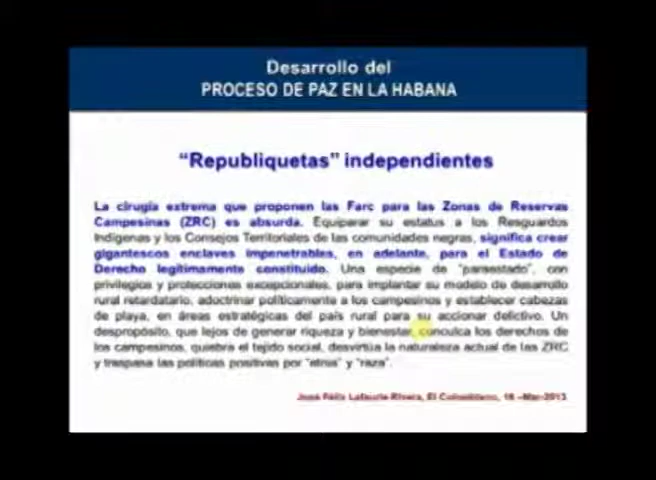 Desarrollo del
PROCESO DE PAZ EN LA HABANA
“Republiquetas” independientes
La cirugía extrema que proponen las Farc para las Zonas de Reservas
Campesinas (ZRC) es absurda. Equiparar su estatus a los Resguardos
Indígenas y los Consejos Territoriales de las comunidades negras, significa crear
gigantescos enclaves impenetrables, en adelante, para el Estado de
Derecho legítimamente constituido. Una especie de “paraestado”, con
privilegios y protecciones excepcionales, para implantar su modelo de desarrollo
rural retardatario, adoctrinar políticamente a los campesinos y establecer cabezas
de playa, en áreas estratégicas del país rural para su accionar delictivo. Un
despropósito, que lejos de generar riqueza y bienestar, conculca los derechos de
los campesinos, quiebra el tejido social, desvirtúa la naturaleza actual de las ZRC
y traspasa las políticas positivas por “etnia” y “raza”.
José Félix Lafaurie Rivera, El Colombiano, 16 –Mar-2013